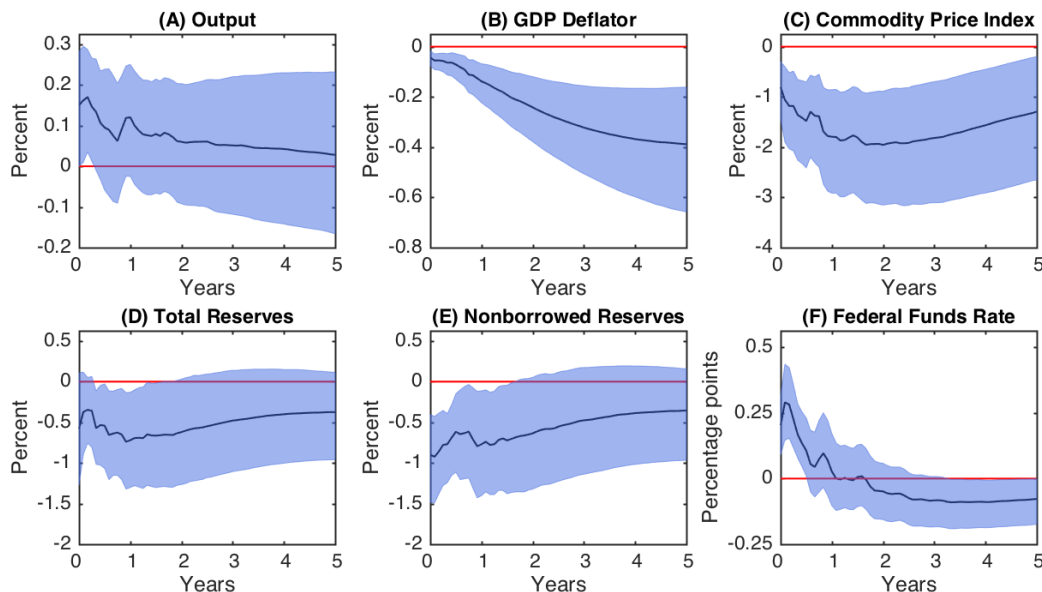 (A) Output
(B) GDP Deflator
(C) Commodity Price Index
Percent
0.3
0.2
0.1
0
-0.1
-0.2
0 1 2 3 4 5
Years
Percent
0
-0.2
-0.4
-0.6
-0.8
0 1 2 3 4 5
Years
Percent
0
-1
-2
-3
-4
0 1 2 3 4 5
Years
(D) Total Reserves
(E) Nonborrowed Reserves
(F) Federal Funds Rate
Percent
0.5
0
-0.5
-1
-1.5
-2
0 1 2 3 4 5
Years
Percent
0.5
0
-0.5
-1
-1.5
-2
0 1 2 3 4 5
Years
Percentage points
0.5
0.25
0
-0.25
0 1 2 3 4 5
Years